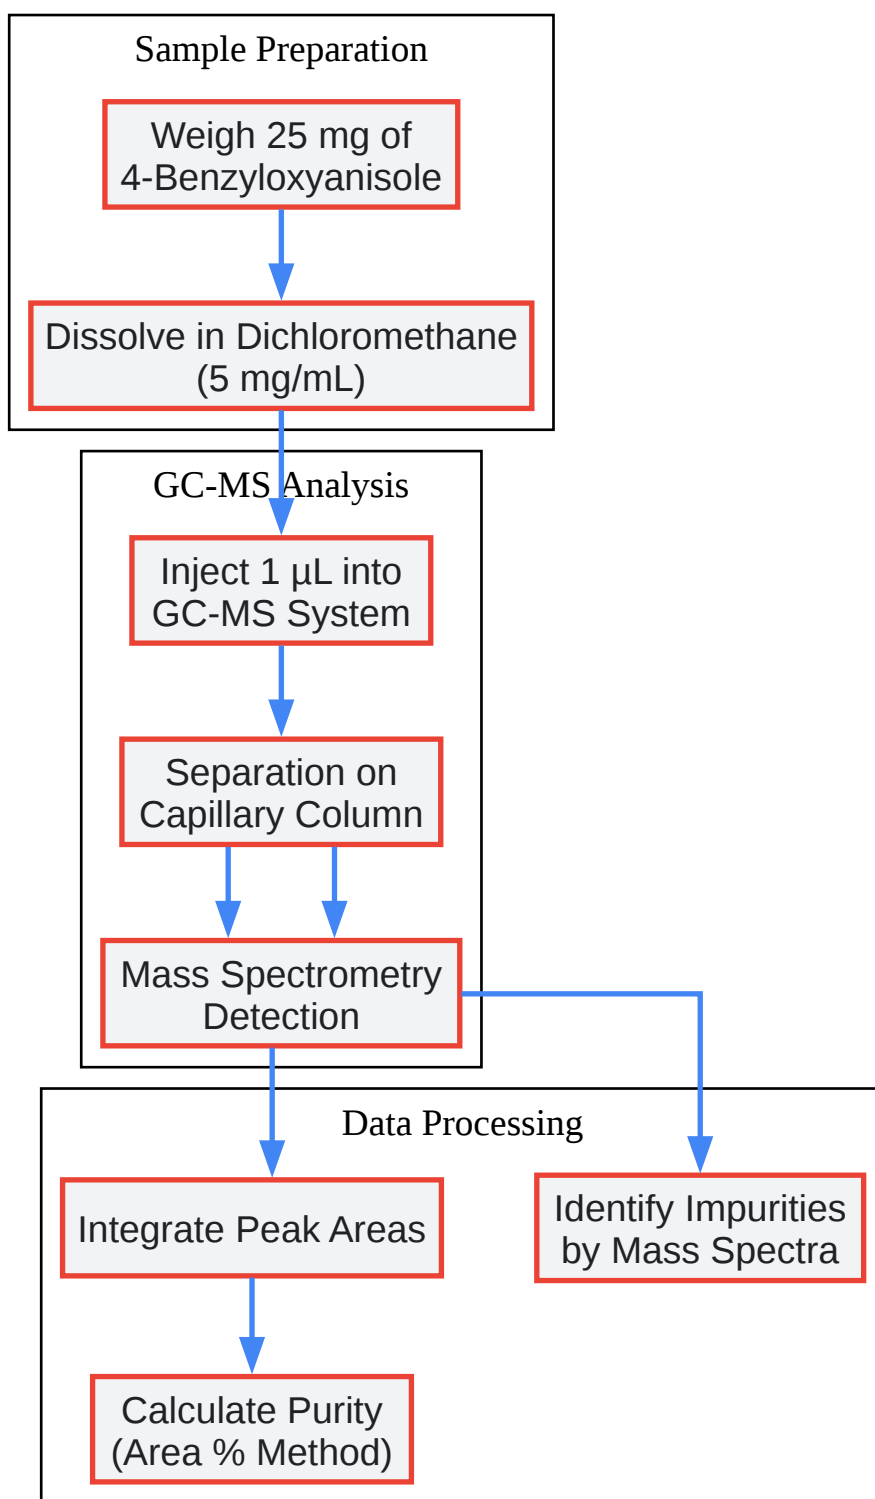 Sample Preparation
Weigh 25 mg of
4-Benzyloxyanisole
Dissolve in Dichloromethane
(5 mg/mL)
GC-MS Analysis
Inject 1 µL into
GC-MS System
Separation on
Capillary Column
Mass Spectrometry
Detection
Data Processing
Integrate Peak Areas
Identify Impurities
by Mass Spectra
Calculate Purity
(Area % Method)